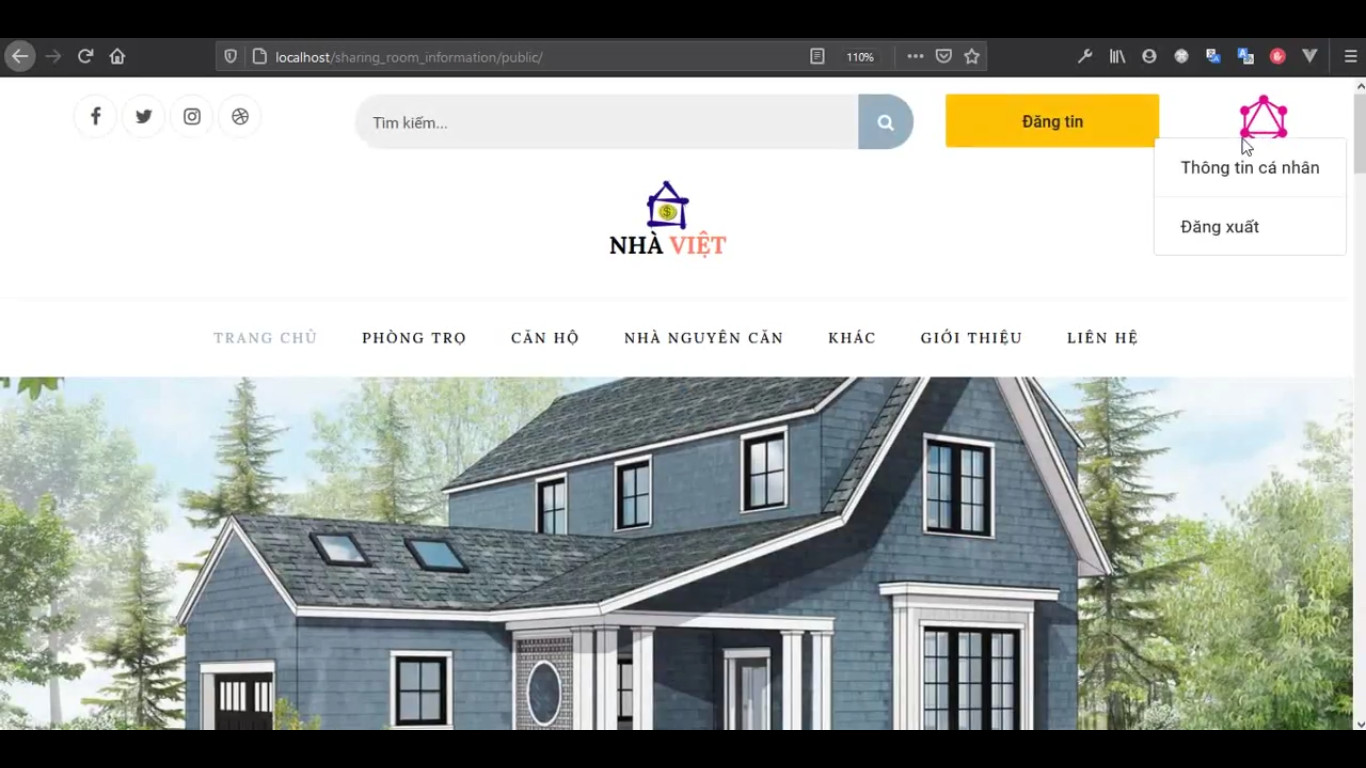 localhost/sharing_room_information/public/
110%
Tìm kiếm...
Đăng tin
Thông tin cá nhân
Đăng xuất
$
NHÀ VIỆT
TRANG CHỦ PHÒNG TRỌ CĂN HỘ NHÀ NGUYÊN CĂN KHÁC GIỚI THIỆU LIÊN HỆ